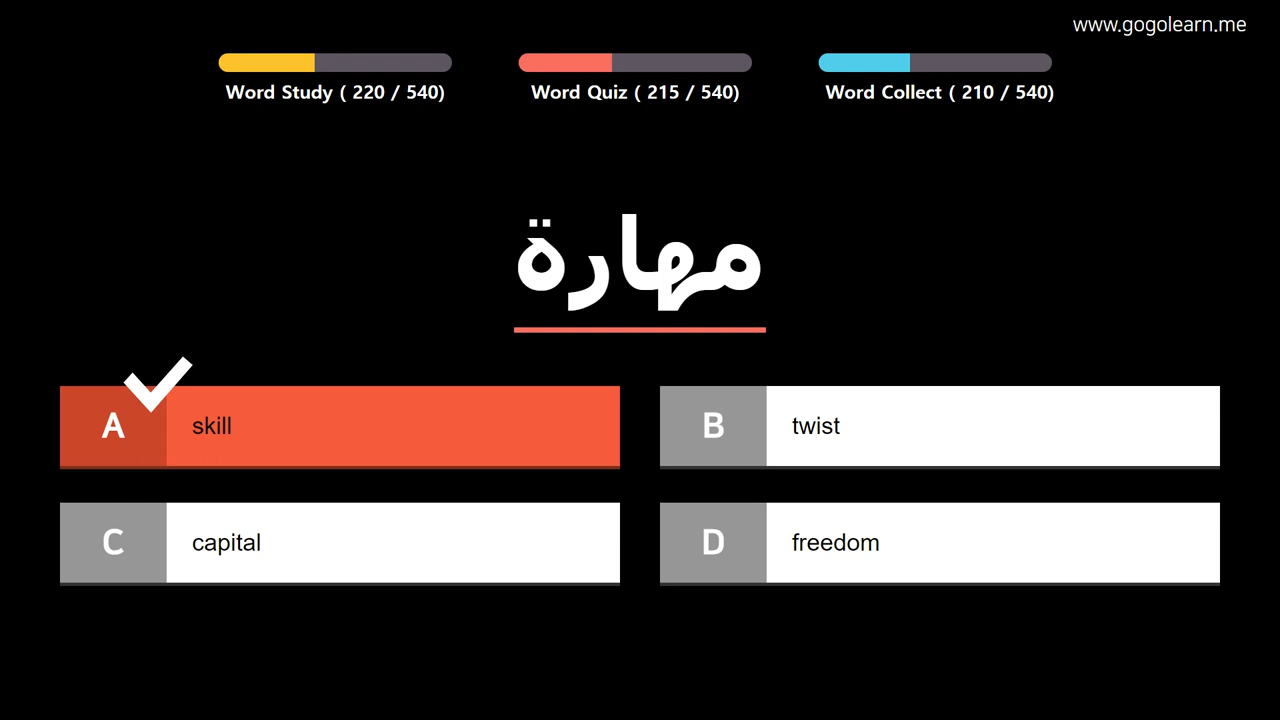 www.gogolearn.me
Word Study ( 220 / 540)
Word Quiz ( 215 / 540)
Word Collect ( 210 / 540)
مهارة
A skill
B twist
C capital
D freedom